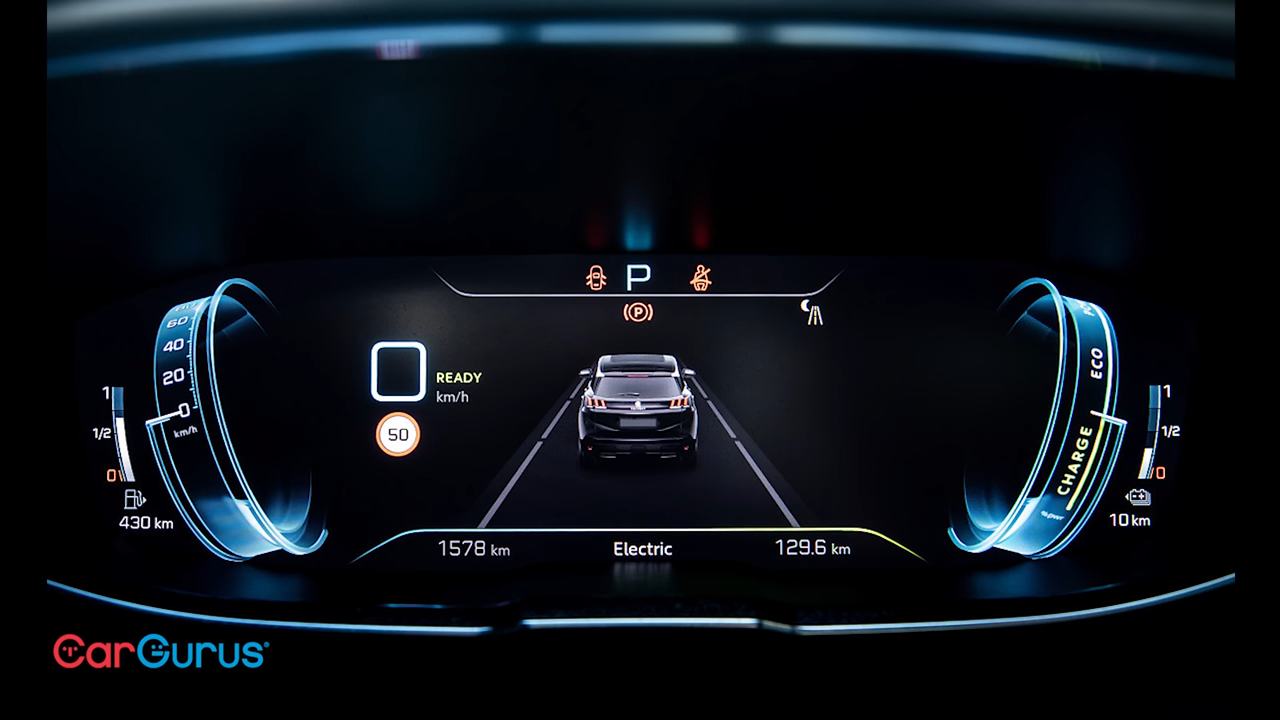 P
P
60
40
20
0
km/h
READY
km/h
50
1
1/2
0
430 km
ECO
CHARGE
% power
1
1/2
0
10 km
1578 km
Electric
129.6 km
CarGurus